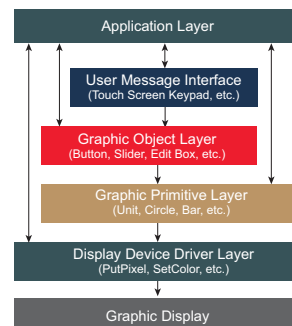 Application Layer
User Message Interface
(Touch Screen Keypad, etc.)
Graphic Object Layer
(Button, Slider, Edit Box, etc.)
Graphic Primitive Layer
(Unit, Circle, Bar, etc.)
Display Device Driver Layer
(PutPixel, SetColor, etc.)
Graphic Display